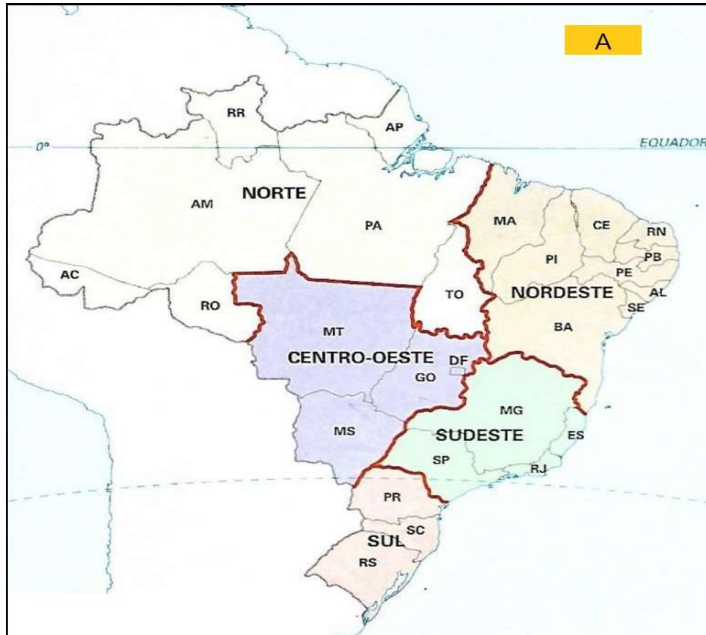 A
RR
AP
0°
EQUADOR
NORTE
AM
PA
MA
CE
RN
PI
PB
PE
AC
RO
TO
NORDESTE
AL
SE
MT
BA
CENTRO-OESTE
DF
GO
MG
MS
SUDESTE
ES
SP
RJ
PR
SC
SUL
RS